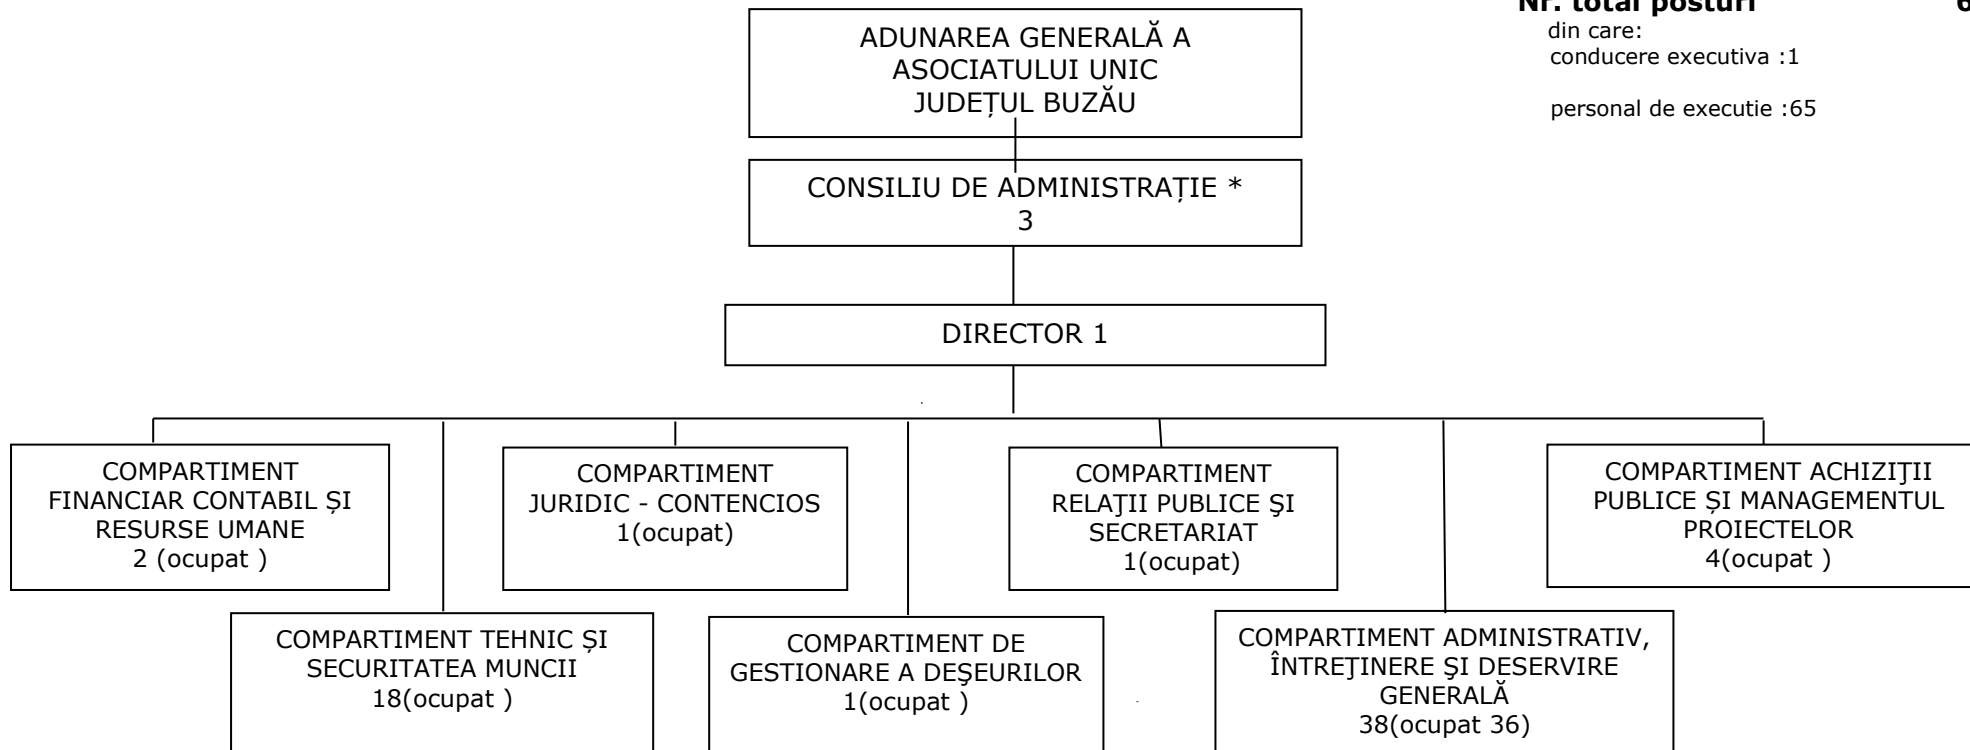 Nr. total posturi 6
din care:
conducere executiva :1
personal de executie :65
ADUNAREA GENERALĂ A
ASOCIATULUI UNIC
JUDEȚUL BUZĂU
CONSILIU DE ADMINISTRAȚIE *
3
DIRECTOR 1
COMPARTIMENT
FINANCIAR CONTABIL ȘI
RESURSE UMANE
2 (ocupat )
COMPARTIMENT
JURIDIC - CONTENCIOS
1(ocupat)
COMPARTIMENT
RELAŢII PUBLICE ŞI
SECRETARIAT
1(ocupat)
COMPARTIMENT ACHIZIŢII
PUBLICE ȘI MANAGEMENTUL
PROIECTELOR
4(ocupat )
COMPARTIMENT TEHNIC ȘI
SECURITATEA MUNCII
18(ocupat )
COMPARTIMENT DE
GESTIONARE A DEŞEURILOR
1(ocupat )
COMPARTIMENT ADMINISTRATIV,
ÎNTREŢINERE ŞI DESERVIRE
GENERALĂ
38(ocupat 36)